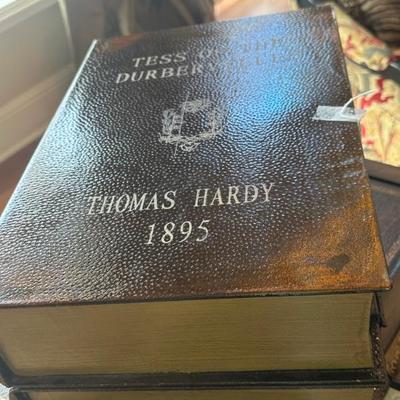 TESS OF THE
DURBERVILLES
THOMAS HARDY
1895